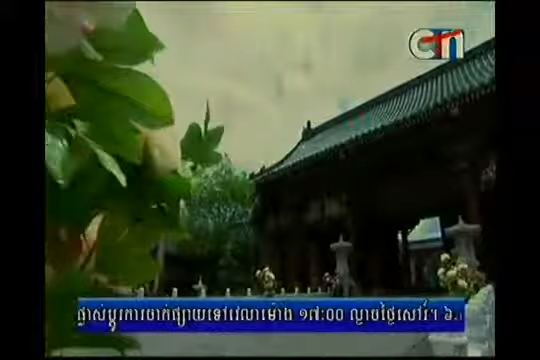 CTN
ផ្លាស់ប្តូរការចាក់ផ្សាយទៅវេលាម៉ោង ១៧:០០ ល្ងាចថ្ងៃសៅរ៍។